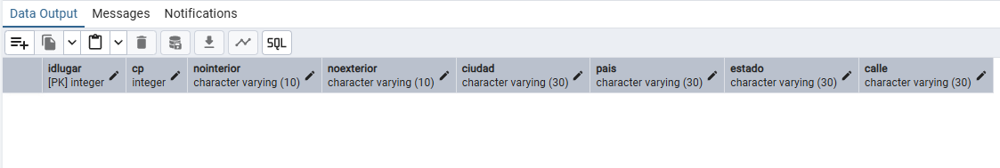 Data Output Messages Notifications
SQL
idlugar cp nointerior noexterior ciudad pais estado calle
[PK] integer integer character varying (10) character varying (10) character varying (30) character varying (30) character varying (30) character varying (30)